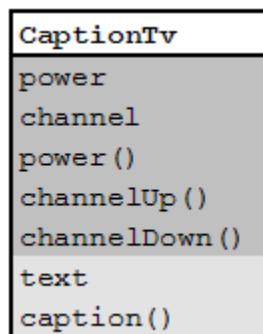 CaptionTv
power
channel
power()
channelUp()
channelDown()
text
caption()